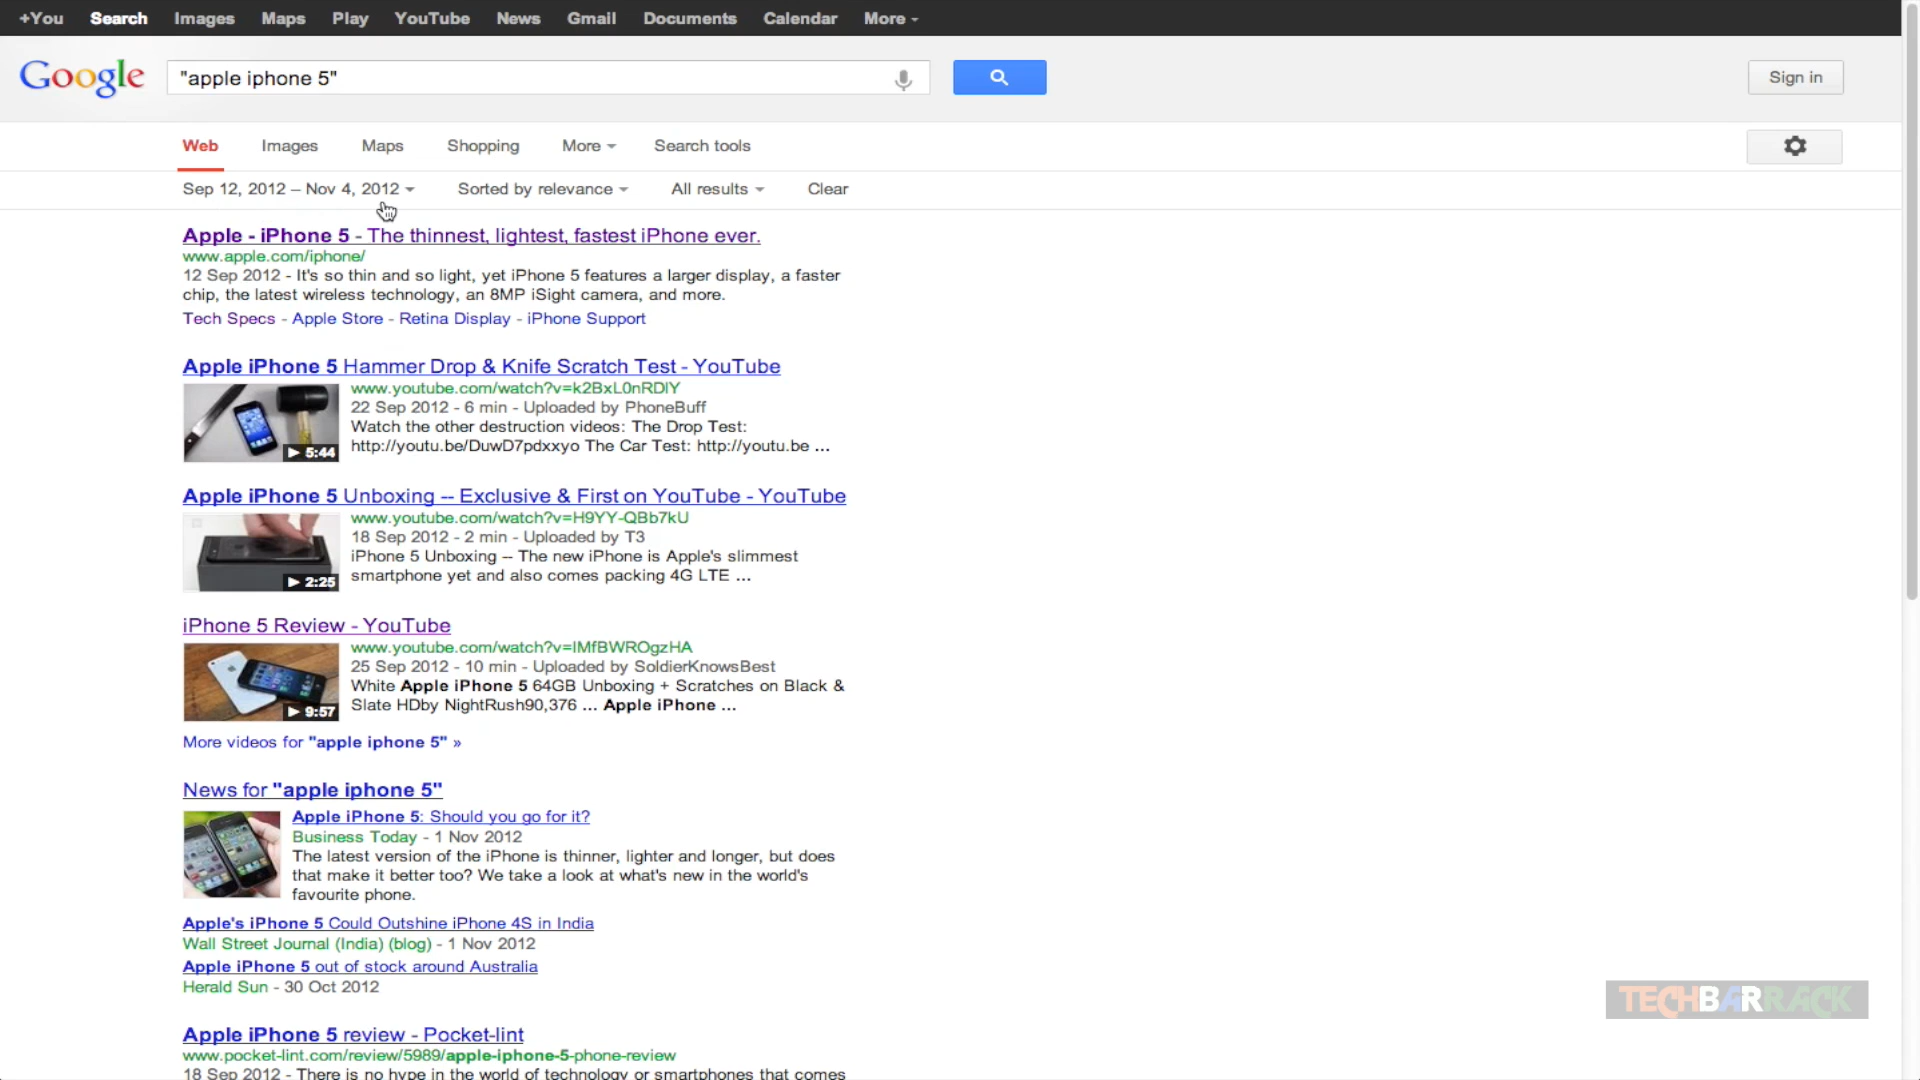 +You Search Images Maps Play YouTube News Gmail Documents Calendar More
Google "apple iphone 5" Sign in
Web Images Maps Shopping More Search tools
Sep 12, 2012 – Nov 4, 2012 Sorted by relevance All results Clear
Apple - iPhone 5 - The thinnest, lightest, fastest iPhone ever.
www.apple.com/iphone/
12 Sep 2012 - It's so thin and so light, yet iPhone 5 features a larger display, a faster
chip, the latest wireless technology, an 8MP iSight camera, and more.
Tech Specs - Apple Store - Retina Display - iPhone Support
Apple iPhone 5 Hammer Drop & Knife Scratch Test - YouTube
www.youtube.com/watch?v=k2BxL0nRDlY
22 Sep 2012 - 6 min - Uploaded by PhoneBuff
Watch the other destruction videos: The Drop Test:
http://youtu.be/DuwD7pdxxyo The Car Test: http://youtu.be ...
5:44
Apple iPhone 5 Unboxing -- Exclusive & First on YouTube - YouTube
www.youtube.com/watch?v=H9YY-QBb7kU
18 Sep 2012 - 2 min - Uploaded by T3
iPhone 5 Unboxing -- The new iPhone is Apple's slimmest
smartphone yet and also comes packing 4G LTE ...
2:25
iPhone 5 Review - YouTube
www.youtube.com/watch?v=lMfBWROgzHA
25 Sep 2012 - 10 min - Uploaded by SoldierKnowsBest
White Apple iPhone 5 64GB Unboxing + Scratches on Black &
Slate HDby NightRush90,376 ... Apple iPhone ...
9:57
More videos for "apple iphone 5" »
News for "apple iphone 5"
Apple iPhone 5: Should you go for it?
Business Today - 1 Nov 2012
The latest version of the iPhone is thinner, lighter and longer, but does
that make it better too? We take a look at what's new in the world's
favourite phone.
Apple's iPhone 5 Could Outshine iPhone 4S in India
Wall Street Journal (India) (blog) - 1 Nov 2012
Apple iPhone 5 out of stock around Australia
Herald Sun - 30 Oct 2012
TECHBARRACK
Apple iPhone 5 review - Pocket-lint
www.pocket-lint.com/review/5989/apple-iphone-5-phone-review
18 Sep 2012 - There is no hype in the world of technology or smartphones that comes